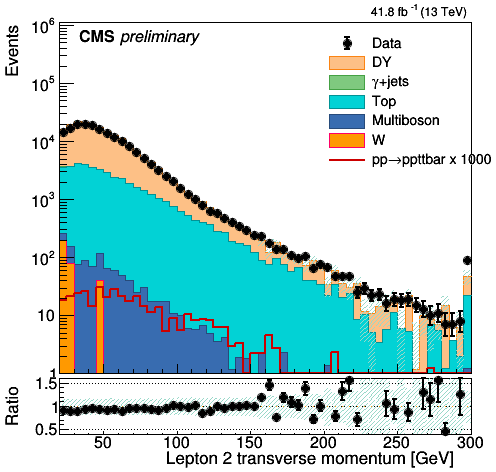 41.8 fb⁻¹ (13 TeV)
CMS preliminary
Events
10⁶
10⁵
10⁴
10³
10²
10
1
Data
DY
γ+jets
Top
Multiboson
W
pp→ppttbar x 1000
Ratio
1.5
1
0.5
50 100 150 200 250 300
Lepton 2 transverse momentum [GeV]